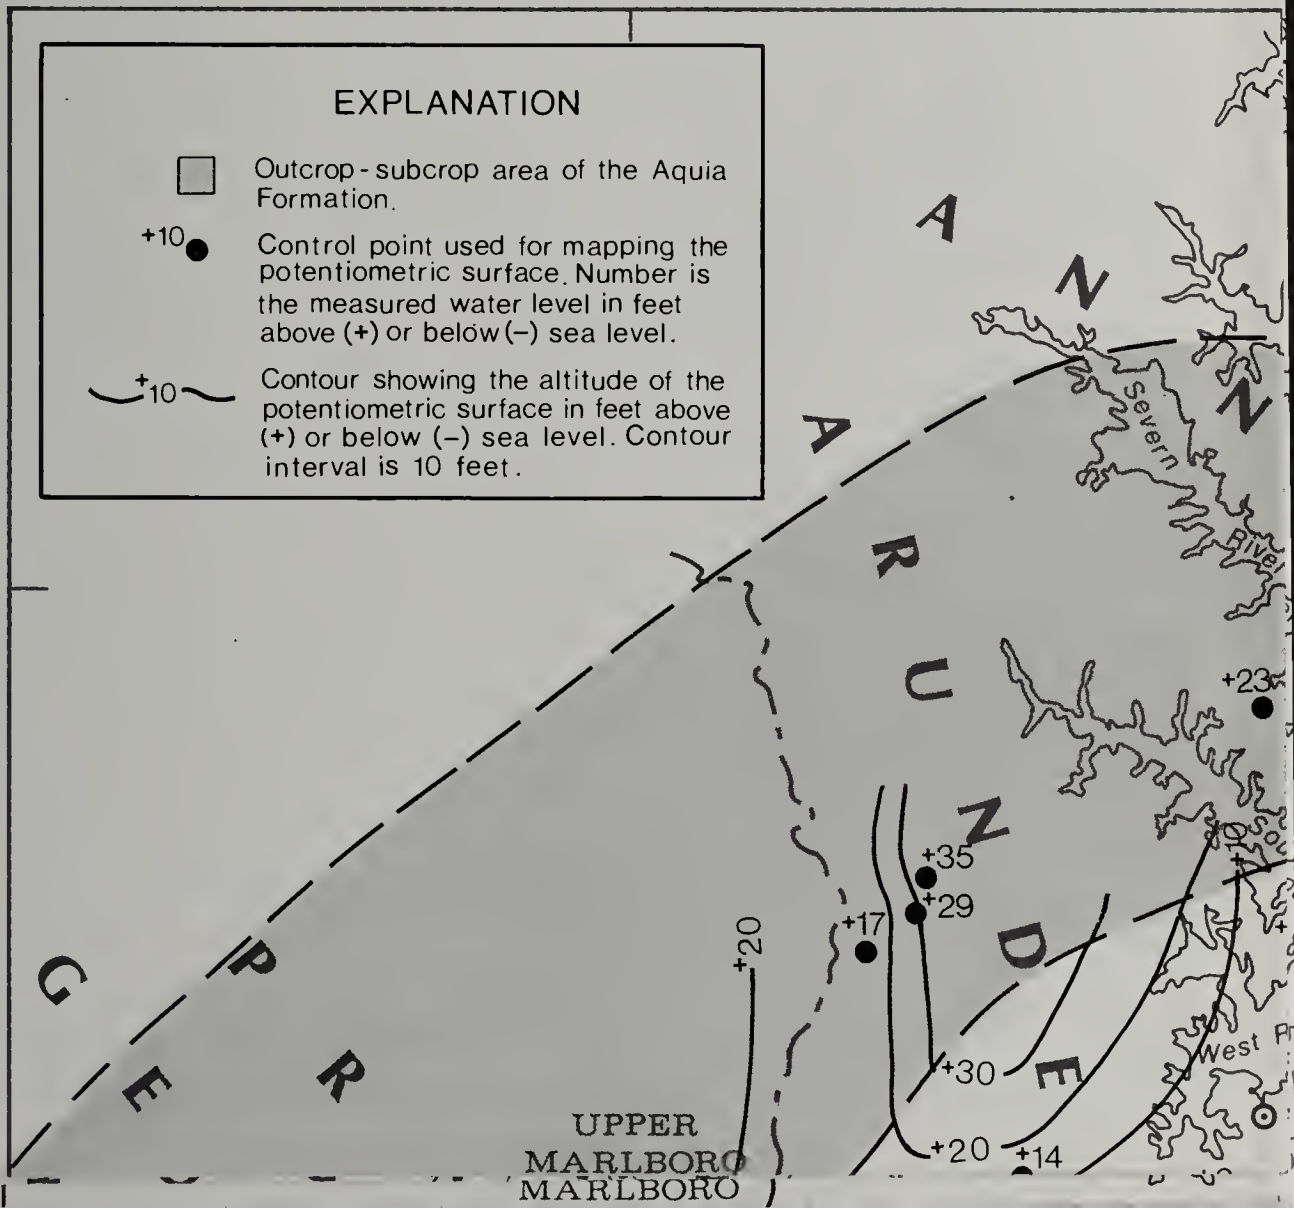 EXPLANATION
Outcrop - subcrop area of the Aquia
Formation.
+10
Control point used for mapping the
potentiometric surface. Number is
the measured water level in feet
above (+) or below (−) sea level.
+10
Contour showing the altitude of the
potentiometric surface in feet above
(+) or below (−) sea level. Contour
interval is 10 feet.
A
N
N
A
R
U
N
D
E
Severn
River
+23
+35
+29
+17
+20
+10
Sou
G
E
P
R
West
+30
+20
+14
UPPER
MARLBORO
MARLBORO